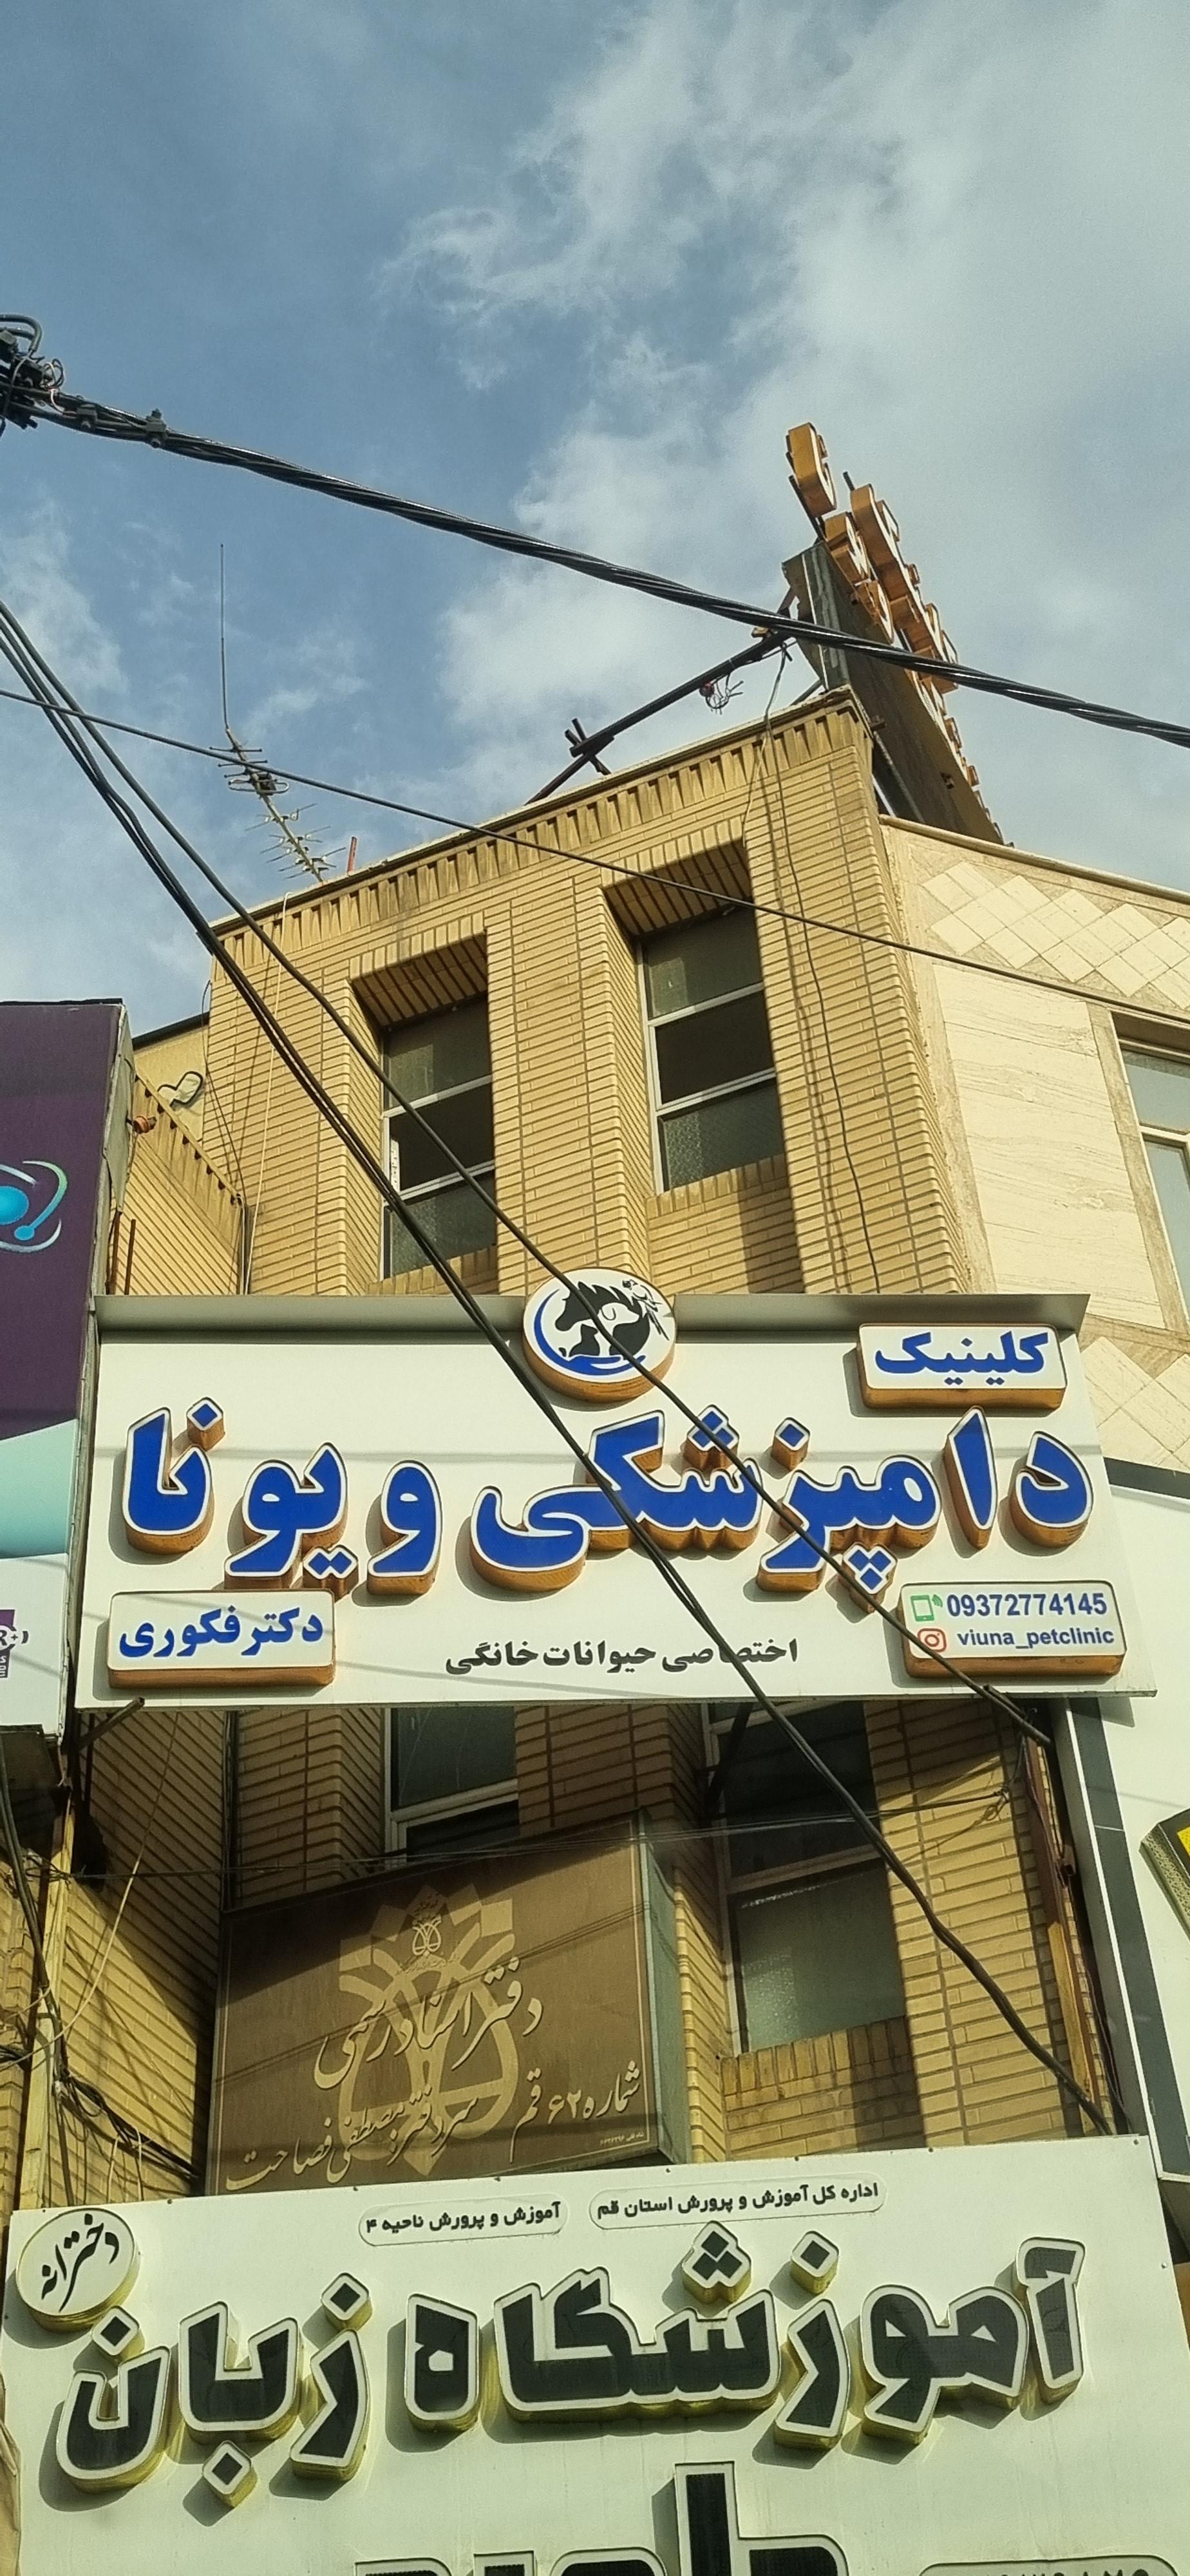 کلینیک
دامپزشکی ویونا
09372774145
دکتر فکوری
اختصاصی حیوانات خانگی
viuna_petclinic
دفتر اسناد رسمی
شماره ۶۲ قم
سردفتر: مصطفی فصاحت
اداره کل آموزش و پرورش استان قم
آموزش و پرورش ناحیه ۴
دخترانه
آموزشگاه زبان